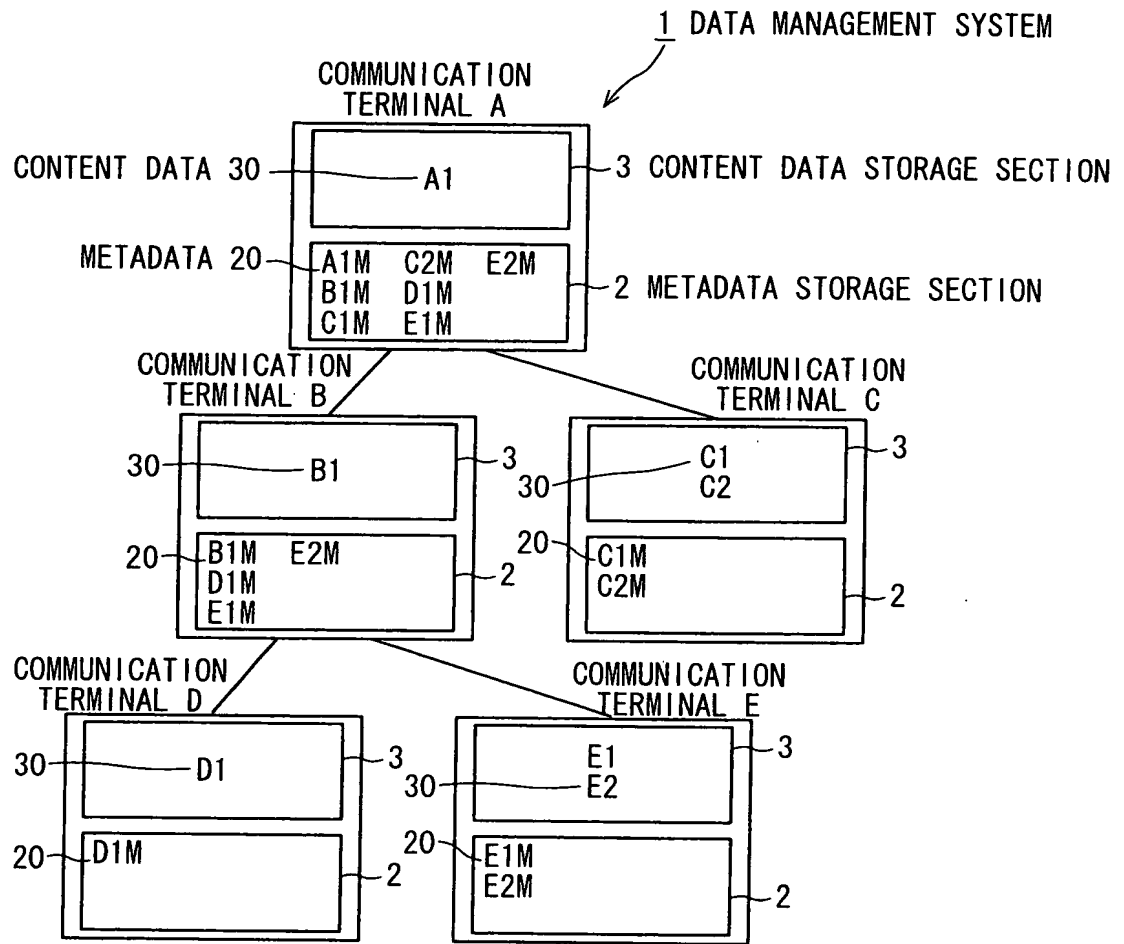 1 DATA MANAGEMENT SYSTEM
COMMUNICATION
TERMINAL A
CONTENT DATA 30
A1
3 CONTENT DATA STORAGE SECTION
METADATA 20
A1M C2M E2M
B1M D1M
C1M E1M
2 METADATA STORAGE SECTION
COMMUNICATION
TERMINAL B
30
B1
3
20
B1M E2M
D1M
E1M
2
COMMUNICATION
TERMINAL C
30
C1
C2
3
20
C1M
C2M
2
COMMUNICATION
TERMINAL D
30
D1
3
20
D1M
2
COMMUNICATION
TERMINAL E
30
E1
E2
3
20
E1M
E2M
2